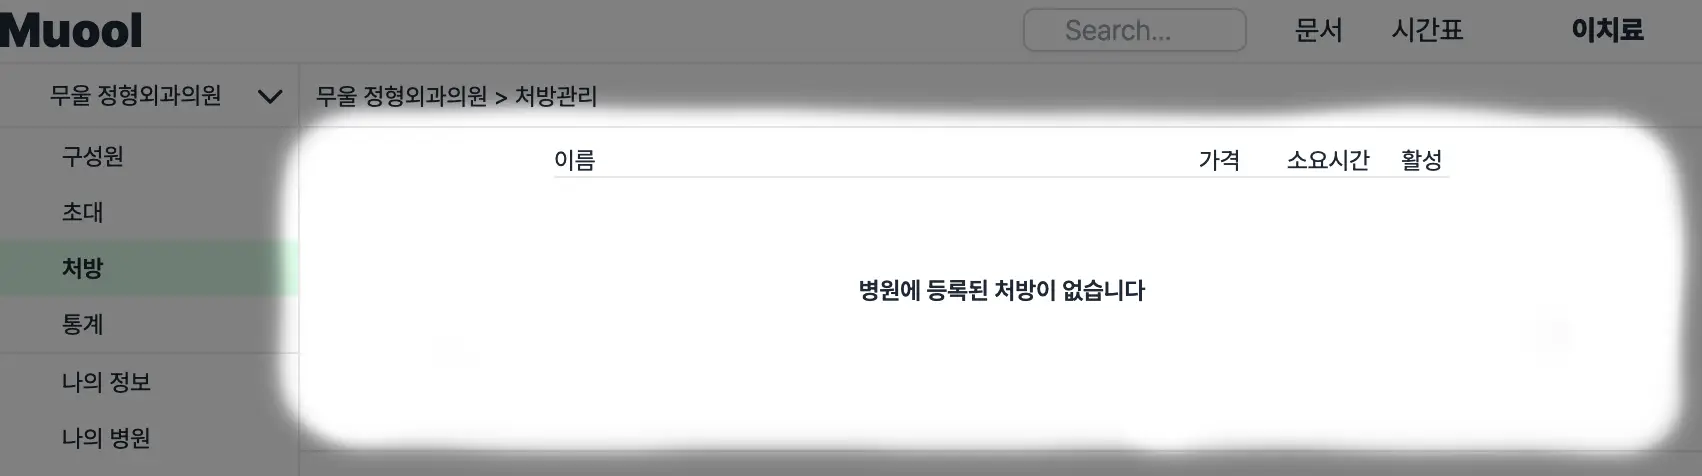 Muool
Search... 문서 시간표 이치료
무울 정형외과의원
무울 정형외과의원 > 처방관리
구성원
초대
처방
통계
나의 정보
나의 병원
이름 가격 소요시간 활성
병원에 등록된 처방이 없습니다